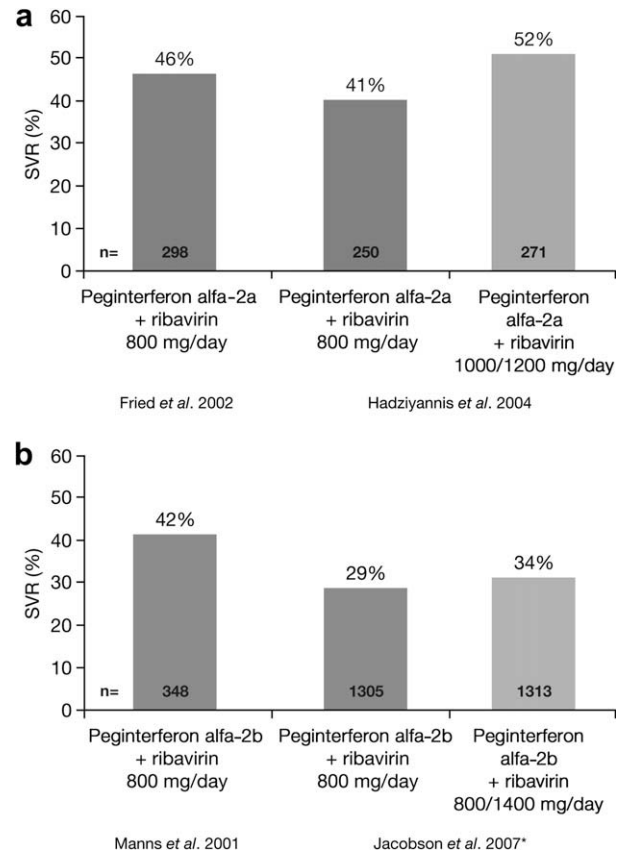 a
60
50
40
30
20
10
0
SVR (%)
46%
41%
52%
n=
298
250
271
Peginterferon alfa-2a
+ ribavirin
800 mg/day
Peginterferon alfa-2a
+ ribavirin
800 mg/day
Peginterferon
alfa-2a
+ ribavirin
1000/1200 mg/day
Fried et al. 2002
Hadziyannis et al. 2004
b
60
50
40
30
20
10
0
SVR (%)
42%
29%
34%
n=
348
1305
1313
Peginterferon alfa-2b
+ ribavirin
800 mg/day
Peginterferon alfa-2b
+ ribavirin
800 mg/day
Peginterferon
alfa-2b
+ ribavirin
800/1400 mg/day
Manns et al. 2001
Jacobson et al. 2007*